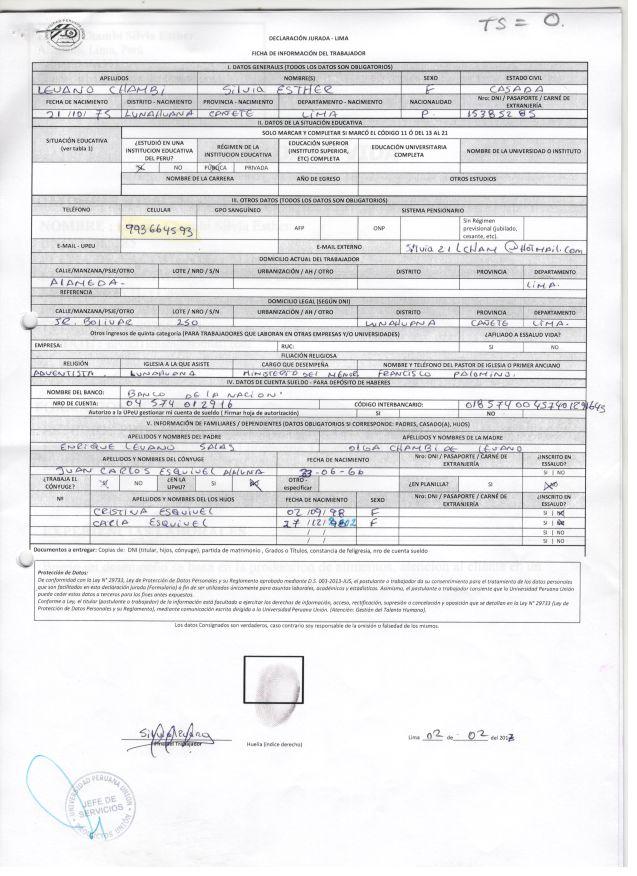 TS = 0.
DECLARACIÓN JURADA - LIMA
FICHA DE INFORMACIÓN DEL TRABAJADOR
I. DATOS GENERALES (TODOS LOS DATOS SON OBLIGATORIOS)
APELLIDOS NOMBRE(S) SEXO ESTADO CIVIL
LEVANO CHAMBI Silvia ESTHER F CASADA
FECHA DE NACIMIENTO DISTRITO - NACIMIENTO PROVINCIA - NACIMIENTO DEPARTAMENTO - NACIMIENTO NACIONALIDAD Nro: DNI / PASAPORTE / CARNÉ DE EXTRANJERÍA
21/10/75 LUNAHUANA CAÑETE LIMA P 15385285
II. DATOS DE LA SITUACIÓN EDUCATIVA
SOLO MARCAR Y COMPLETAR SI MARCÓ EL CÓDIGO 11 Ó DEL 13 AL 21
SITUACIÓN EDUCATIVA (ver tabla 1) ¿ESTUDIÓ EN UNA INSTITUCION EDUCATIVA DEL PERU? RÉGIMEN DE LA INSTITUCION EDUCATIVA EDUCACIÓN SUPERIOR (INSTITUTO SUPERIOR, ETC) COMPLETA EDUCACIÓN UNIVERSITARIA COMPLETA NOMBRE DE LA UNIVERSIDAD O INSTITUTO
SI NO PÚBLICA PRIVADA
NOMBRE DE LA CARRERA AÑO DE EGRESO OTROS ESTUDIOS
III. OTROS DATOS (TODOS LOS DATOS SON OBLIGATORIOS)
TELÉFONO CELULAR GPO SANGUÍNEO SISTEMA PENSIONARIO
993664593 AFP ONP Sin Régimen previsional (jubilado, cesante, etc).
E-MAIL - UPEU E-MAIL EXTERNO Silvia21LCHAM@HOTMAIL.COM
DOMICILIO ACTUAL DEL TRABAJADOR
CALLE/MANZANA/PSJE/OTRO LOTE / NRO / S/N URBANIZACIÓN / AH / OTRO DISTRITO PROVINCIA DEPARTAMENTO
ALAMEDA. LIMA.
REFERENCIA
DOMICILIO LEGAL (SEGÚN DNI)
CALLE/MANZANA/PSJE/OTRO LOTE / NRO / S/N URBANIZACIÓN / AH / OTRO DISTRITO PROVINCIA DEPARTAMENTO
JR. BOLIVAR 250 LUNAHUANA CAÑETE LIMA.
Otros ingresos de quinta categoría (PARA TRABAJADORES QUE LABORAN EN OTRAS EMPRESAS Y/O UNIVERSIDADES) ¿AFILIADO A ESSALUD VIDA?
EMPRESA: RUC: SI NO
FILIACIÓN RELIGIOSA
RELIGIÓN IGLESIA A LA QUE ASISTE CARGO QUE DESEMPEÑA NOMBRE Y TELÉFONO DEL PASTOR DE IGLESIA O PRIMER ANCIANO
ADVENTISTA LUNAHUANA MINISTERIO DEL MENOR FRANCISCO PALOMINO.
IV. DATOS DE CUENTA SUELDO - PARA DEPÓSITO DE HABERES
NOMBRE DEL BANCO: BANCO DE LA NACION
NRO DE CUENTA: 04 574 012916 CÓDIGO INTERBANCARIO:
Autorizo a la UPeU gestionar mi cuenta de sueldo ( firmar hoja de autorización) SI NO
V. INFORMACIÓN DE FAMILIARES / DEPENDIENTES (DATOS OBLIGATORIOS SI CORRESPONDE: PADRES, CASADO(A), HIJOS)
APELLIDOS Y NOMBRES DEL PADRE APELLIDOS Y NOMBRES DE LA MADRE
ENRIQUE LEVANO SALAS OLGA CHAMBI DE LEVANO
APELLIDOS Y NOMBRES DEL CÓNYUGE FECHA DE NACIMIENTO Nro: DNI / PASAPORTE / CARNÉ DE EXTRANJERÍA ¿INSCRITO EN ESSALUD?
JUAN CARLOS ESQUIVEL 23-06-66
¿TRABAJA EL CÓNYUGE? SI NO ¿EN LA UPEU? SI NO OTRO - especificar ¿EN PLANILLA? SI NO
Nº APELLIDOS Y NOMBRES DE LOS HIJOS FECHA DE NACIMIENTO SEXO Nro: DNI / PASAPORTE / CARNÉ DE EXTRANJERÍA ¿INSCRITO EN ESSALUD?
CRISTINA ESQUIVEL 02/09/98 F SI | NO
CARLA ESQUIVEL 27/12/2002 F SI | NO
/ / SI | NO
/ / SI | NO
Documentos a entregar: Copias de: DNI (titular, hijos, cónyuge), partida de matrimonio , Grados o Títulos, constancia de feligresía, nro de cuenta sueldo
Protección de Datos:
De conformidad con la Ley N° 29733, Ley de Protección de Datos Personales y su Reglamento aprobado mediante D.S. 003-2013-JUS, el postulante o trabajador da su consentimiento para el tratamiento de los datos personales
que son facilitados en esta declaración jurada (Formulario) a fin de ser utilizados únicamente para asuntos laborales, académicos y estadísticos. Asimismo, el postulante o trabajador consiente que la Universidad Peruana Unión
pueda ceder estos datos a terceros para los fines antes expuestos.
Conforme a Ley, el titular (postulante o trabajador) de la información está facultado a ejercitar los derechos de información, acceso, rectificación, supresión o cancelación y oposición que se detallan en la Ley N° 29733 (Ley de
Protección de Datos Personales y su Reglamento), mediante comunicación escrita dirigida a la Universidad Peruana Unión. (Atención: Gestión del Talento Humano).
Los datos Consignados son verdaderos, caso contrario soy responsable de la omisión o falsedad de los mismos.
Firma del Trabajador Huella (índice derecho) Lima 02 de 02 del 2017
UNIVERSIDAD PERUANA UNION
JEFE DE SERVICIOS
PRODUCTOS UNIÓN